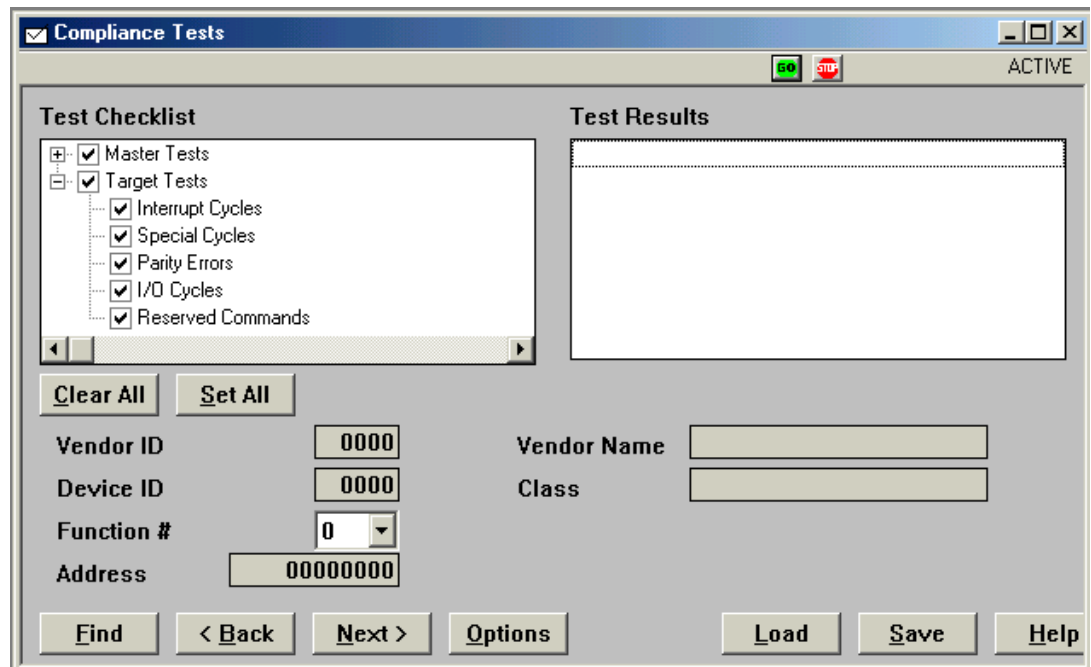 Compliance Tests
GO STOP ACTIVE
Test Checklist
Master Tests
Target Tests
Interrupt Cycles
Special Cycles
Parity Errors
I/O Cycles
Reserved Commands
Test Results
Clear All Set All
Vendor ID 0000
Device ID 0000
Function # 0
Address 00000000
Vendor Name
Class
Find < Back Next > Options Load Save Help